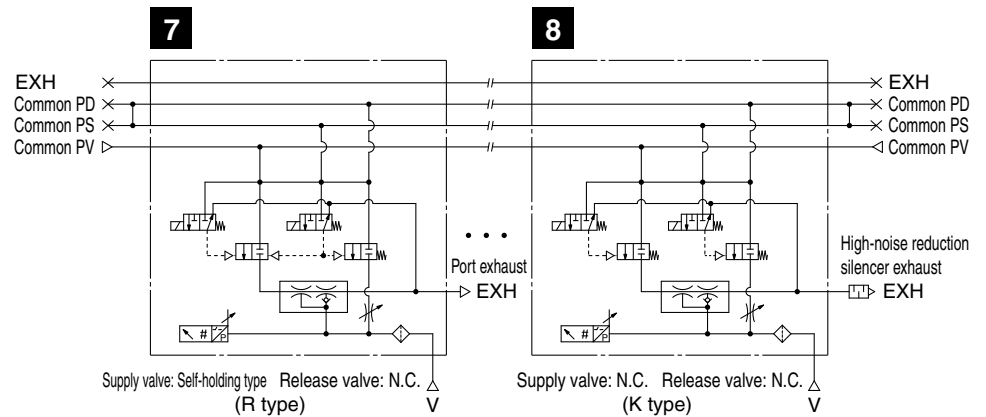 7
8
EXH
Common PD
Common PS
Common PV
EXH
Common PD
Common PS
Common PV
• • •
Port exhaust
EXH
High-noise reduction
silencer exhaust
EXH
# P
# P
Supply valve: Self-holding type Release valve: N.C.
(R type)
V
Supply valve: N.C. Release valve: N.C.
(K type)
V